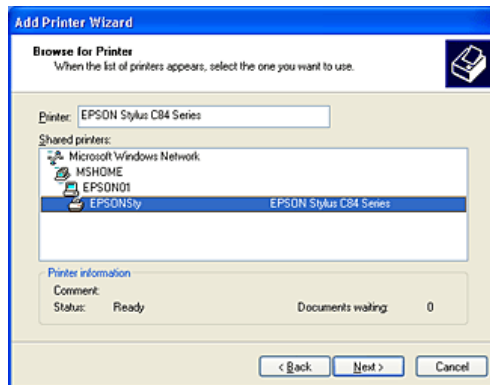 Add Printer Wizard
Browse for Printer
When the list of printers appears, select the one you want to use.
Printer: EPSON Stylus C84 Series
Shared printers:
Microsoft Windows Network
MSHOME
EPSON01
EPSONSty EPSON Stylus C84 Series
Printer information
Comment:
Status: Ready Documents waiting: 0
< Back Next > Cancel